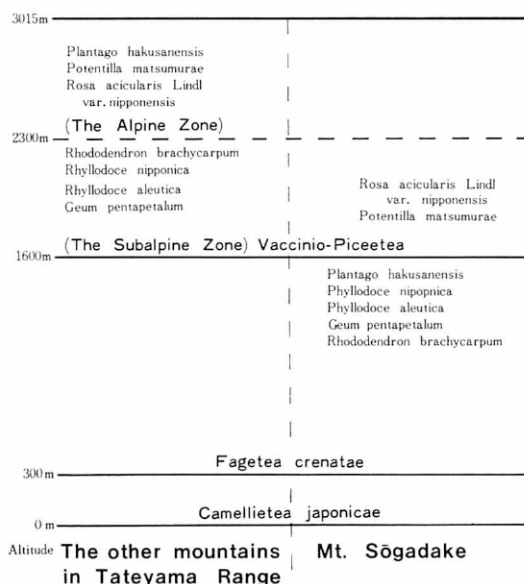 3015m
Plantago hakusanensis
Potentilla matsumurae
Rosa acicularis Lindl
var. nipponensis
(The Alpine Zone)
2300m
Rhododendron brachycarpum
Rhyllodoce nipponica
Rhyllodoce aleutica
Geum pentapetalum
Rosa acicularis Lindl
var. nipponensis
Potentilla matsumurae
(The Subalpine Zone) Vaccinio-Piceetea
1600m
Plantago hakusanensis
Phyllodoce nipopnica
Phyllodoce aleutica
Geum pentapetalum
Rhododendron brachycarpum
Fagetea crenatae
300m
Camellietea japonicae
0m
Altitude The other mountains in Tateyama Range
Mt. Sōgadake